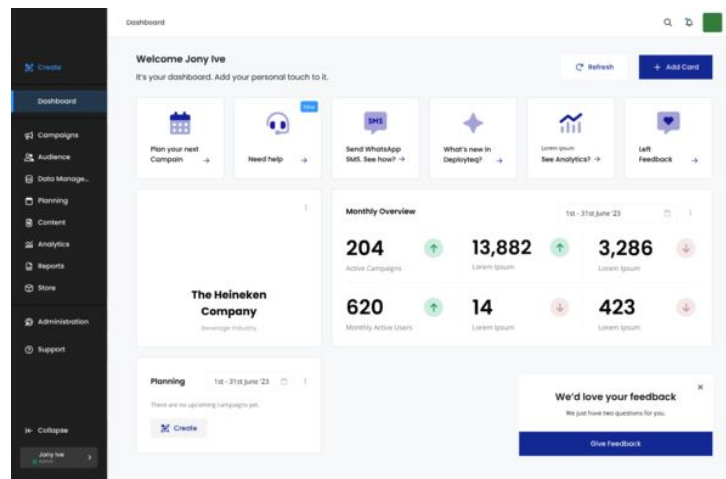 Dashboard
Welcome Jony Ive
It's your dashboard. Add your personal touch to it.
Refresh
+ Add Card
Create
Dashboard
Campaigns
Audience
Data Manage...
Planning
Content
Analytics
Reports
Store
Administration
Support
Collapse
Jony Ive
Admin
Plan your next
Campain →
New
Need help →
SMS
Send WhatsApp
SMS. See how? →
What's new in
Deployteq? →
Lorem Ipsum
See Analytics? →
Left
Feedback →
The Heineken
Company
Beverage Industry
Monthly Overview
1st - 31st June '23
204
Active Campaigns
13,882
Lorem Ipsum
3,286
Lorem Ipsum
620
Monthly Active Users
14
Lorem Ipsum
423
Lorem Ipsum
Planning
1st - 31st June '23
There are no upcoming campaigns yet.
Create
We'd love your feedback
We just have two questions for you.
Give Feedback